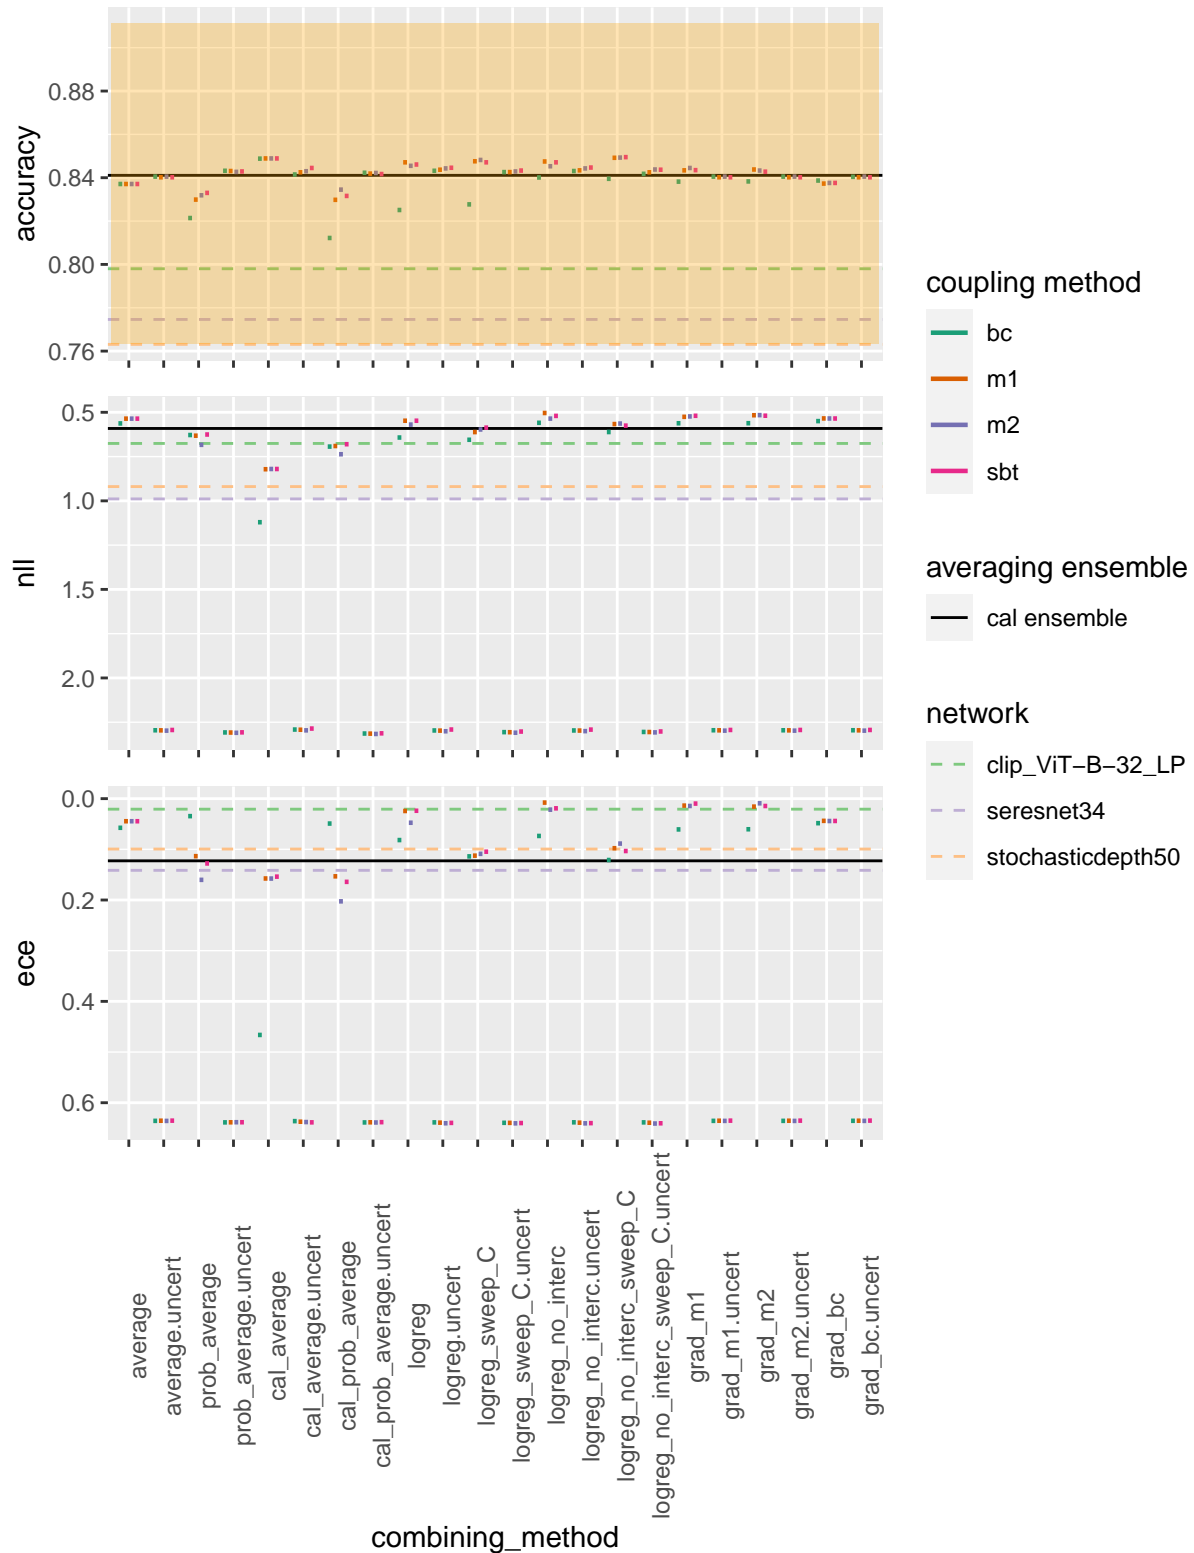 accuracy
0.88
0.84
0.80
0.76
nll
0.5
1.0
1.5
2.0
ece
0.0
0.2
0.4
0.6
average
average.uncert
prob_average
prob_average.uncert
cal_average
cal_average.uncert
cal_prob_average
cal_prob_average.uncert
logreg
logreg.uncert
logreg_sweep_C
logreg_sweep_C.uncert
logreg_no_interc
logreg_no_interc.uncert
logreg_no_interc_sweep_C
logreg_no_interc_sweep_C.uncert
grad_m1
grad_m1.uncert
grad_m2
grad_m2.uncert
grad_bc
grad_bc.uncert
combining_method
coupling method
bc
m1
m2
sbt
averaging ensemble
cal ensemble
network
clip_ViT−B−32_LP
seresnet34
stochasticdepth50